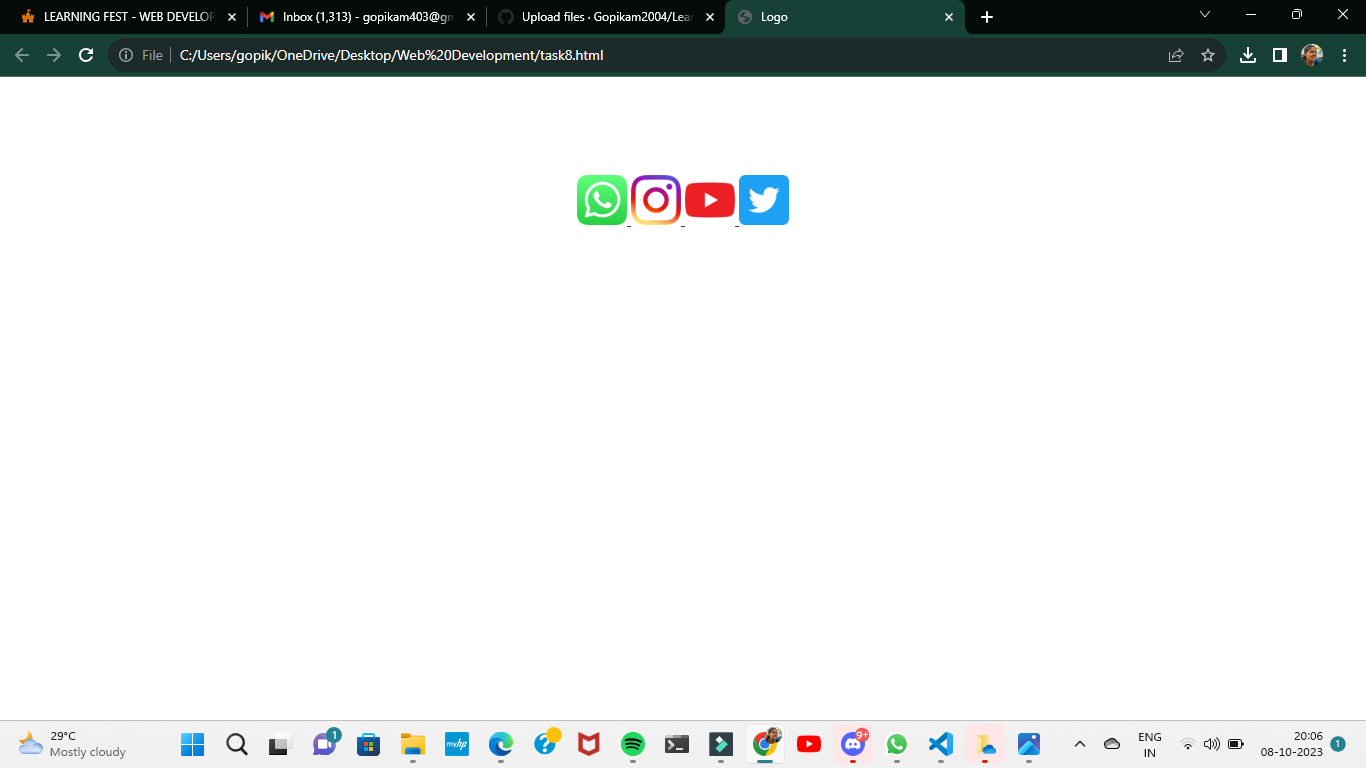 LEARNING FEST - WEB DEVELOP
Inbox (1,313) - gopikam403@gm
Upload files · Gopikam2004/Lear
Logo
File
C:/Users/gopik/OneDrive/Desktop/Web%20Development/task8.html
29°C
Mostly cloudy
1
myhp
9+
ENG
IN
20:06
08-10-2023
1